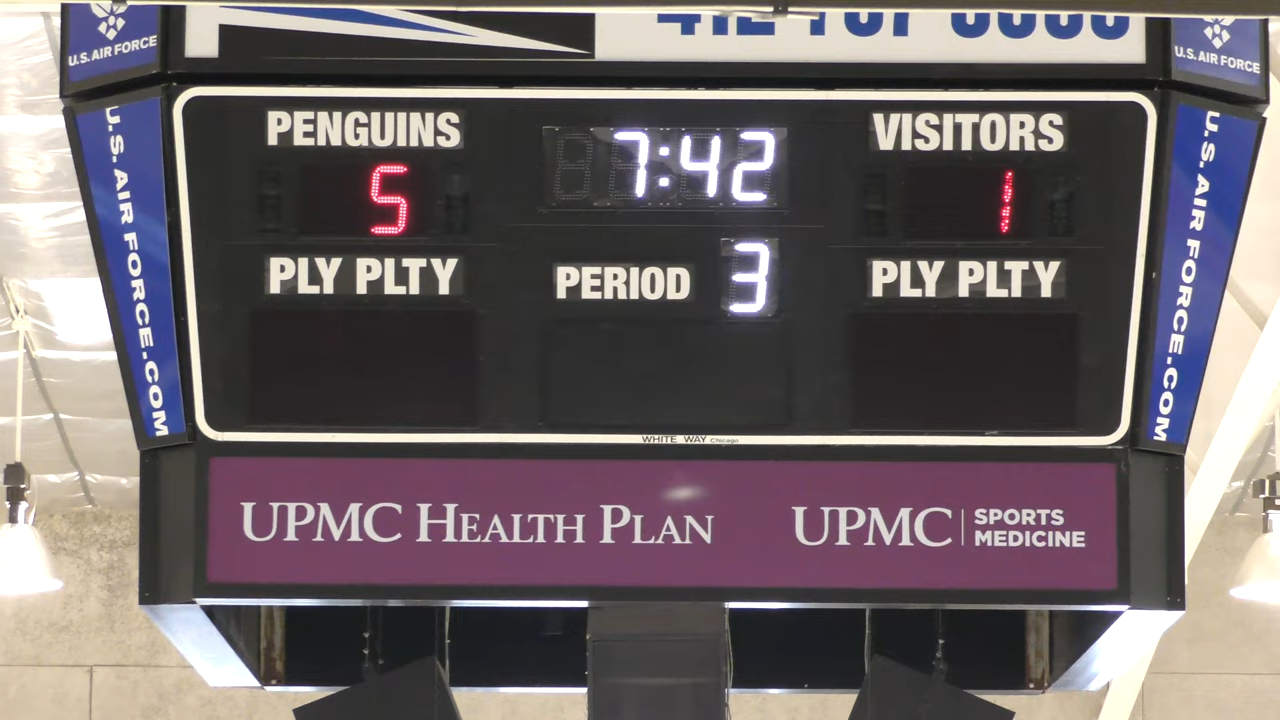 U.S. AIR FORCE
U.S. AIR FORCE
U.S. AIR FORCE.COM
PENGUINS
7:42
VISITORS
5
1
PLY PLTY
PERIOD 3
PLY PLTY
U.S. AIR FORCE.COM
WHITE WAY Chicago
UPMC HEALTH PLAN
UPMC SPORTS
MEDICINE